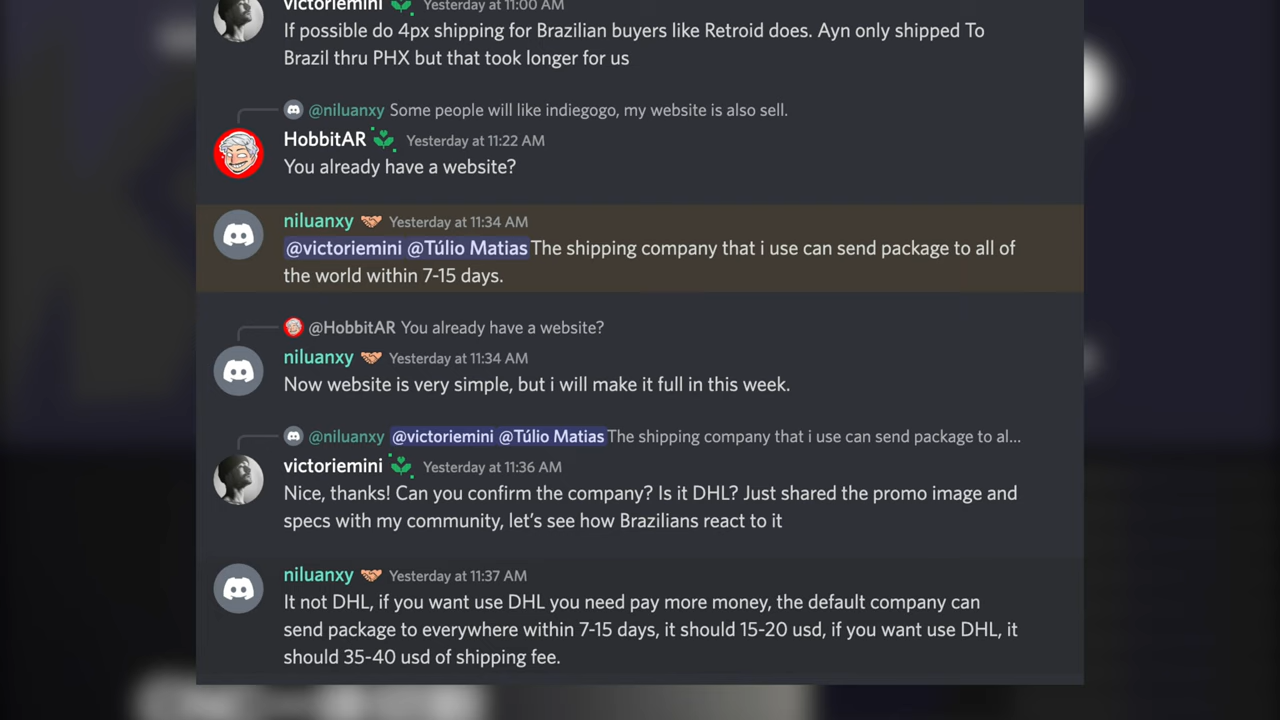 victoriemini Yesterday at 11:00 AM
If possible do 4px shipping for Brazilian buyers like Retroid does. Ayn only shipped To
Brazil thru PHX but that took longer for us
@niluanxy Some people will like indiegogo, my website is also sell.
HobbitAR Yesterday at 11:22 AM
You already have a website?
niluanxy Yesterday at 11:34 AM
@victoriemini @Túlio Matias The shipping company that i use can send package to all of
the world within 7-15 days.
@HobbitAR You already have a website?
niluanxy Yesterday at 11:34 AM
Now website is very simple, but i will make it full in this week.
@niluanxy @victoriemini @Túlio Matias The shipping company that i use can send package to al...
victoriemini Yesterday at 11:36 AM
Nice, thanks! Can you confirm the company? Is it DHL? Just shared the promo image and
specs with my community, let's see how Brazilians react to it
niluanxy Yesterday at 11:37 AM
It not DHL, if you want use DHL you need pay more money, the default company can
send package to everywhere within 7-15 days, it should 15-20 usd, if you want use DHL, it
should 35-40 usd of shipping fee.